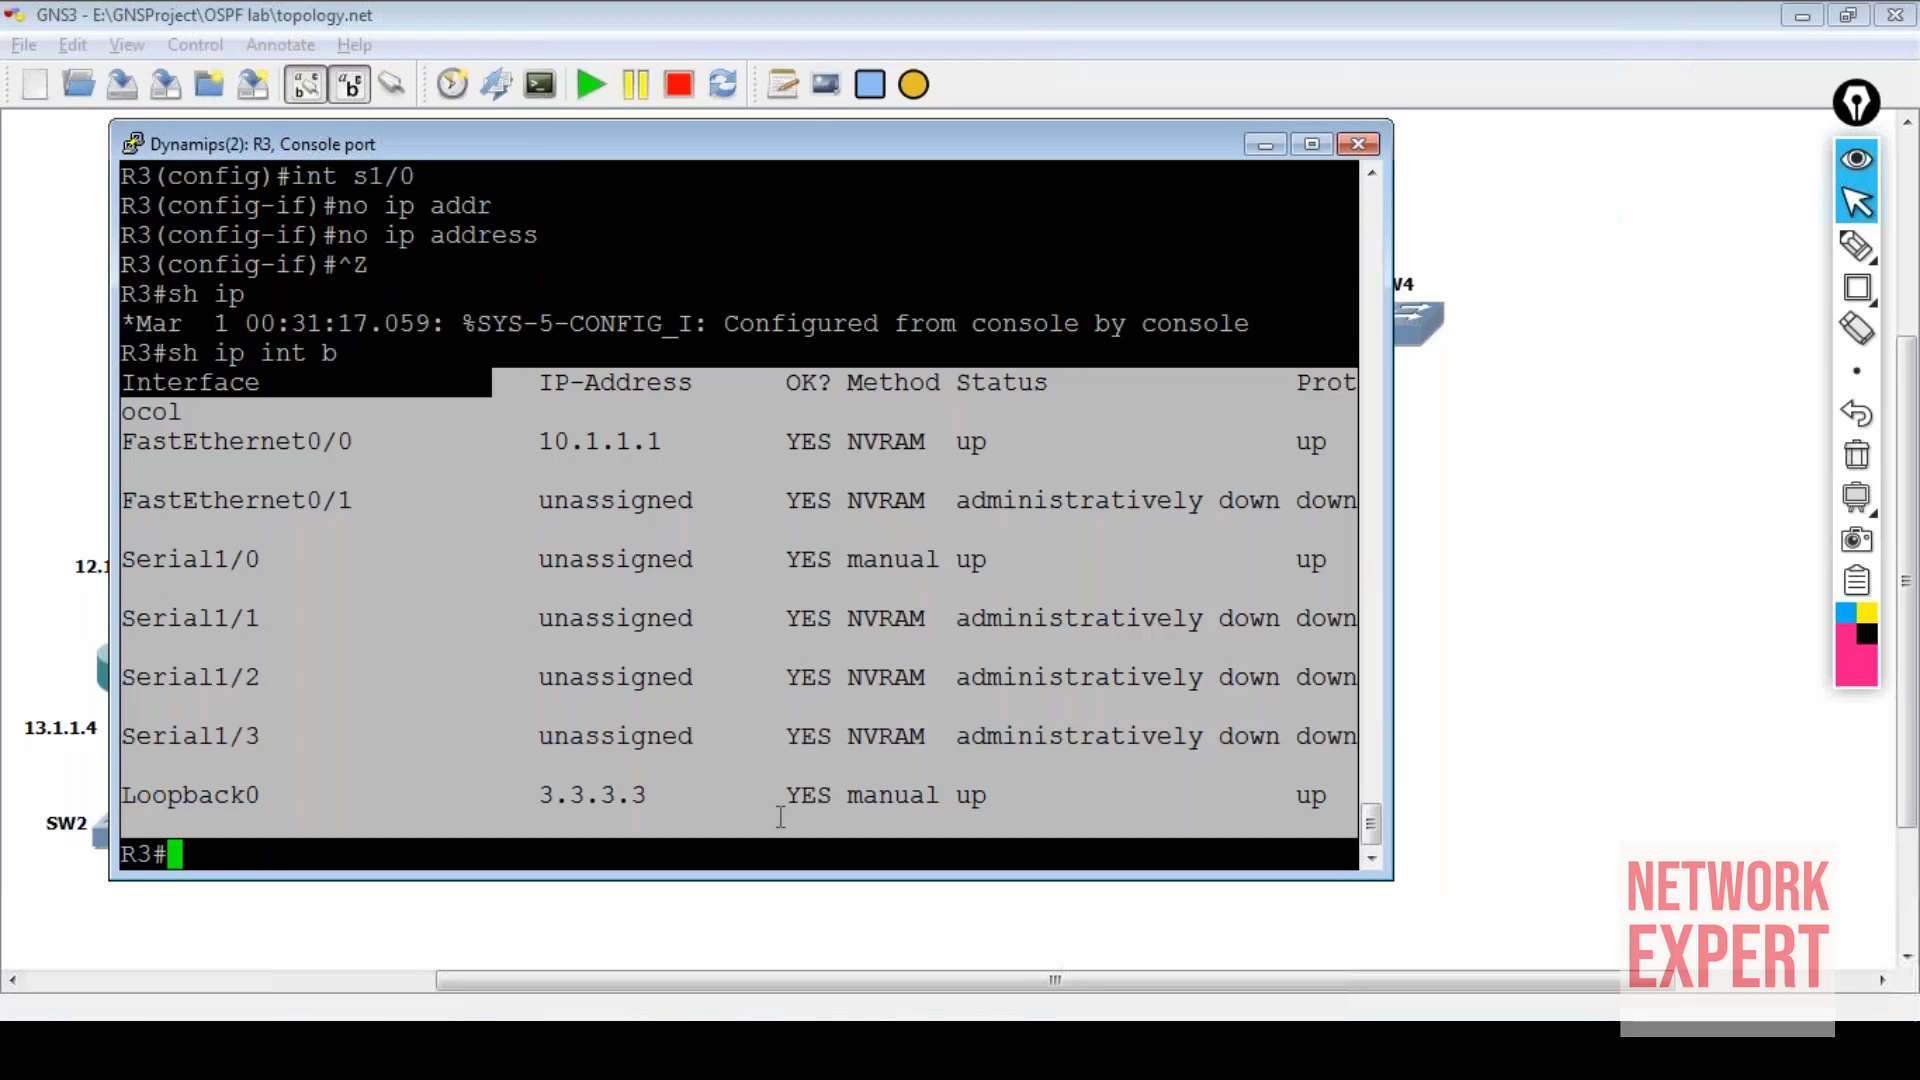 GNS3 - E:\GNSProject\OSPF lab\topology.net
File Edit View Control Annotate Help
Dynamips(2): R3, Console port
R3(config)#int s1/0
R3(config-if)#no ip addr
R3(config-if)#no ip address
R3(config-if)#^Z
R3#sh ip
*Mar  1 00:31:17.059: %SYS-5-CONFIG_I: Configured from console by console
R3#sh ip int b
Interface IP-Address OK? Method Status Prot
ocol
FastEthernet0/0 10.1.1.1 YES NVRAM up up
FastEthernet0/1 unassigned YES NVRAM administratively down down
Serial1/0 unassigned YES manual up up
Serial1/1 unassigned YES NVRAM administratively down down
Serial1/2 unassigned YES NVRAM administratively down down
Serial1/3 unassigned YES NVRAM administratively down down
Loopback0 3.3.3.3 YES manual up up
R3#
12.1
13.1.1.4
SW2
W4
NETWORK
EXPERT